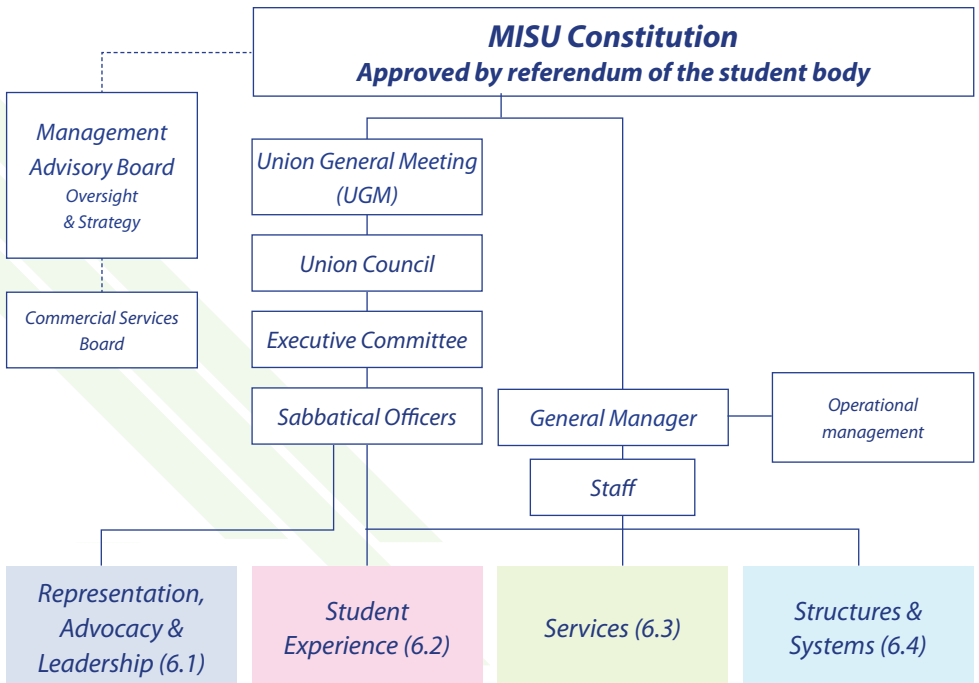 MISU Constitution
Approved by referendum of the student body
Management
Advisory Board
Oversight
& Strategy
Commercial Services
Board
Union General Meeting
(UGM)
Union Council
Executive Committee
Sabbatical Officers
General Manager
Operational
management
Staff
Representation,
Advocacy &
Leadership (6.1)
Student
Experience (6.2)
Services (6.3)
Structures &
Systems (6.4)